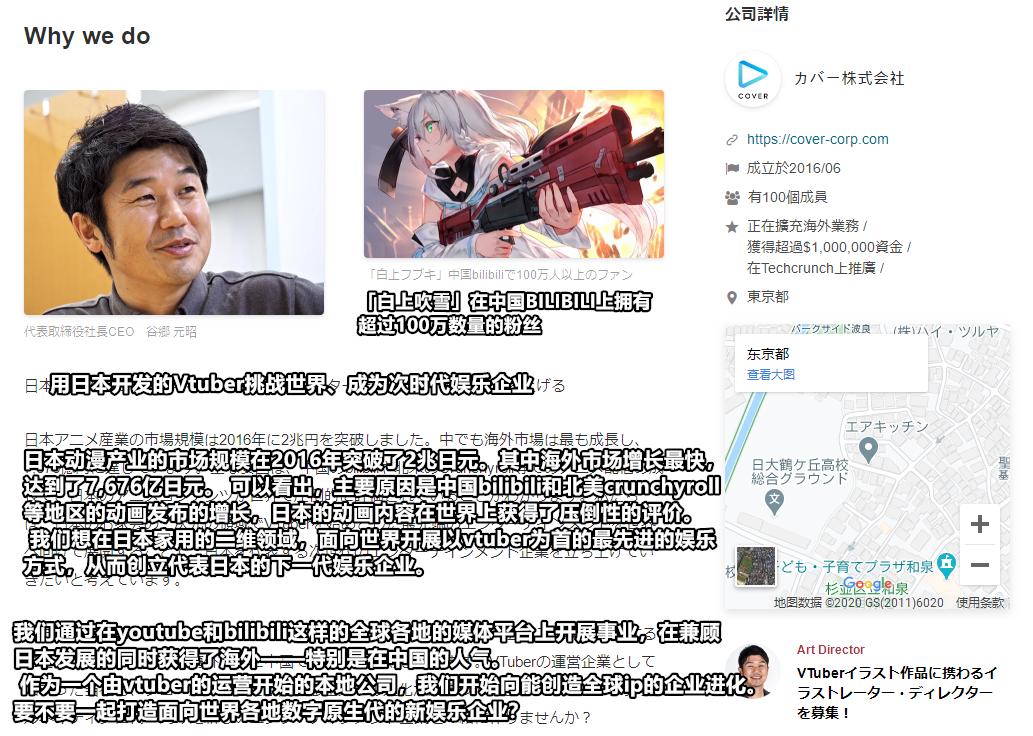 Why we do
代表取締役社長CEO 谷郷 元昭
「白上フブキ」中国bilibiliで100万人以上のファン
「白上吹雪」在中国BILIBILI上拥有
超过100万数量的粉丝
用日本开发的Vtuber挑战世界、成为次时代娱乐企业
げる
日本アニメ産業の市場規模は2016年に2兆円を突破しました。中でも海外市場は最も成長し、
日本动漫产业的市场规模在2016年突破了2兆日元。其中海外市场增长最快，
达到了7,676亿日元。 可以看出，主要原因是中国bilibili和北美crunchyroll
等地区的动画发布的增长，日本的动画内容在世界上获得了压倒性的评价。
我们想在日本家用的二维领域，面向世界开展以vtuber为首的最先进的娱乐
方式，从而创立代表日本的下一代娱乐企业。
きたいと考えています。
我们通过在youtube和bilibili这样的全球各地的媒体平台上开展事业，在兼顾
日本发展的同时获得了海外——特别是在中国的人气。
Tuberの運営企業として
作为一个由vtuber的运营开始的本地公司，我们开始向能创造全球ip的企业进化。
要不要一起打造面向世界各地数字原生代的新娱乐企业？
りませんか？
公司詳情
COVER
カバー株式会社
https://cover-corp.com
成立於2016/06
有100個成員
正在擴充海外業務 /
獲得超過$1,000,000資金 /
在Techcrunch上推廣 /
東京都
パークサイド波良
(株)ハイ・ツルヤ
东京都
查看大图
エアキッチン
日大鶴ケ丘高校
総合グラウンド
聖
基
文
+
−
ども・子育てプラザ和泉
Google
杉並区立和泉
地图数据 ©2020 GS(2011)6020 使用条款
Art Director
VTuberイラスト作品に携わるイ
ラストレーター・ディレクター
を募集！